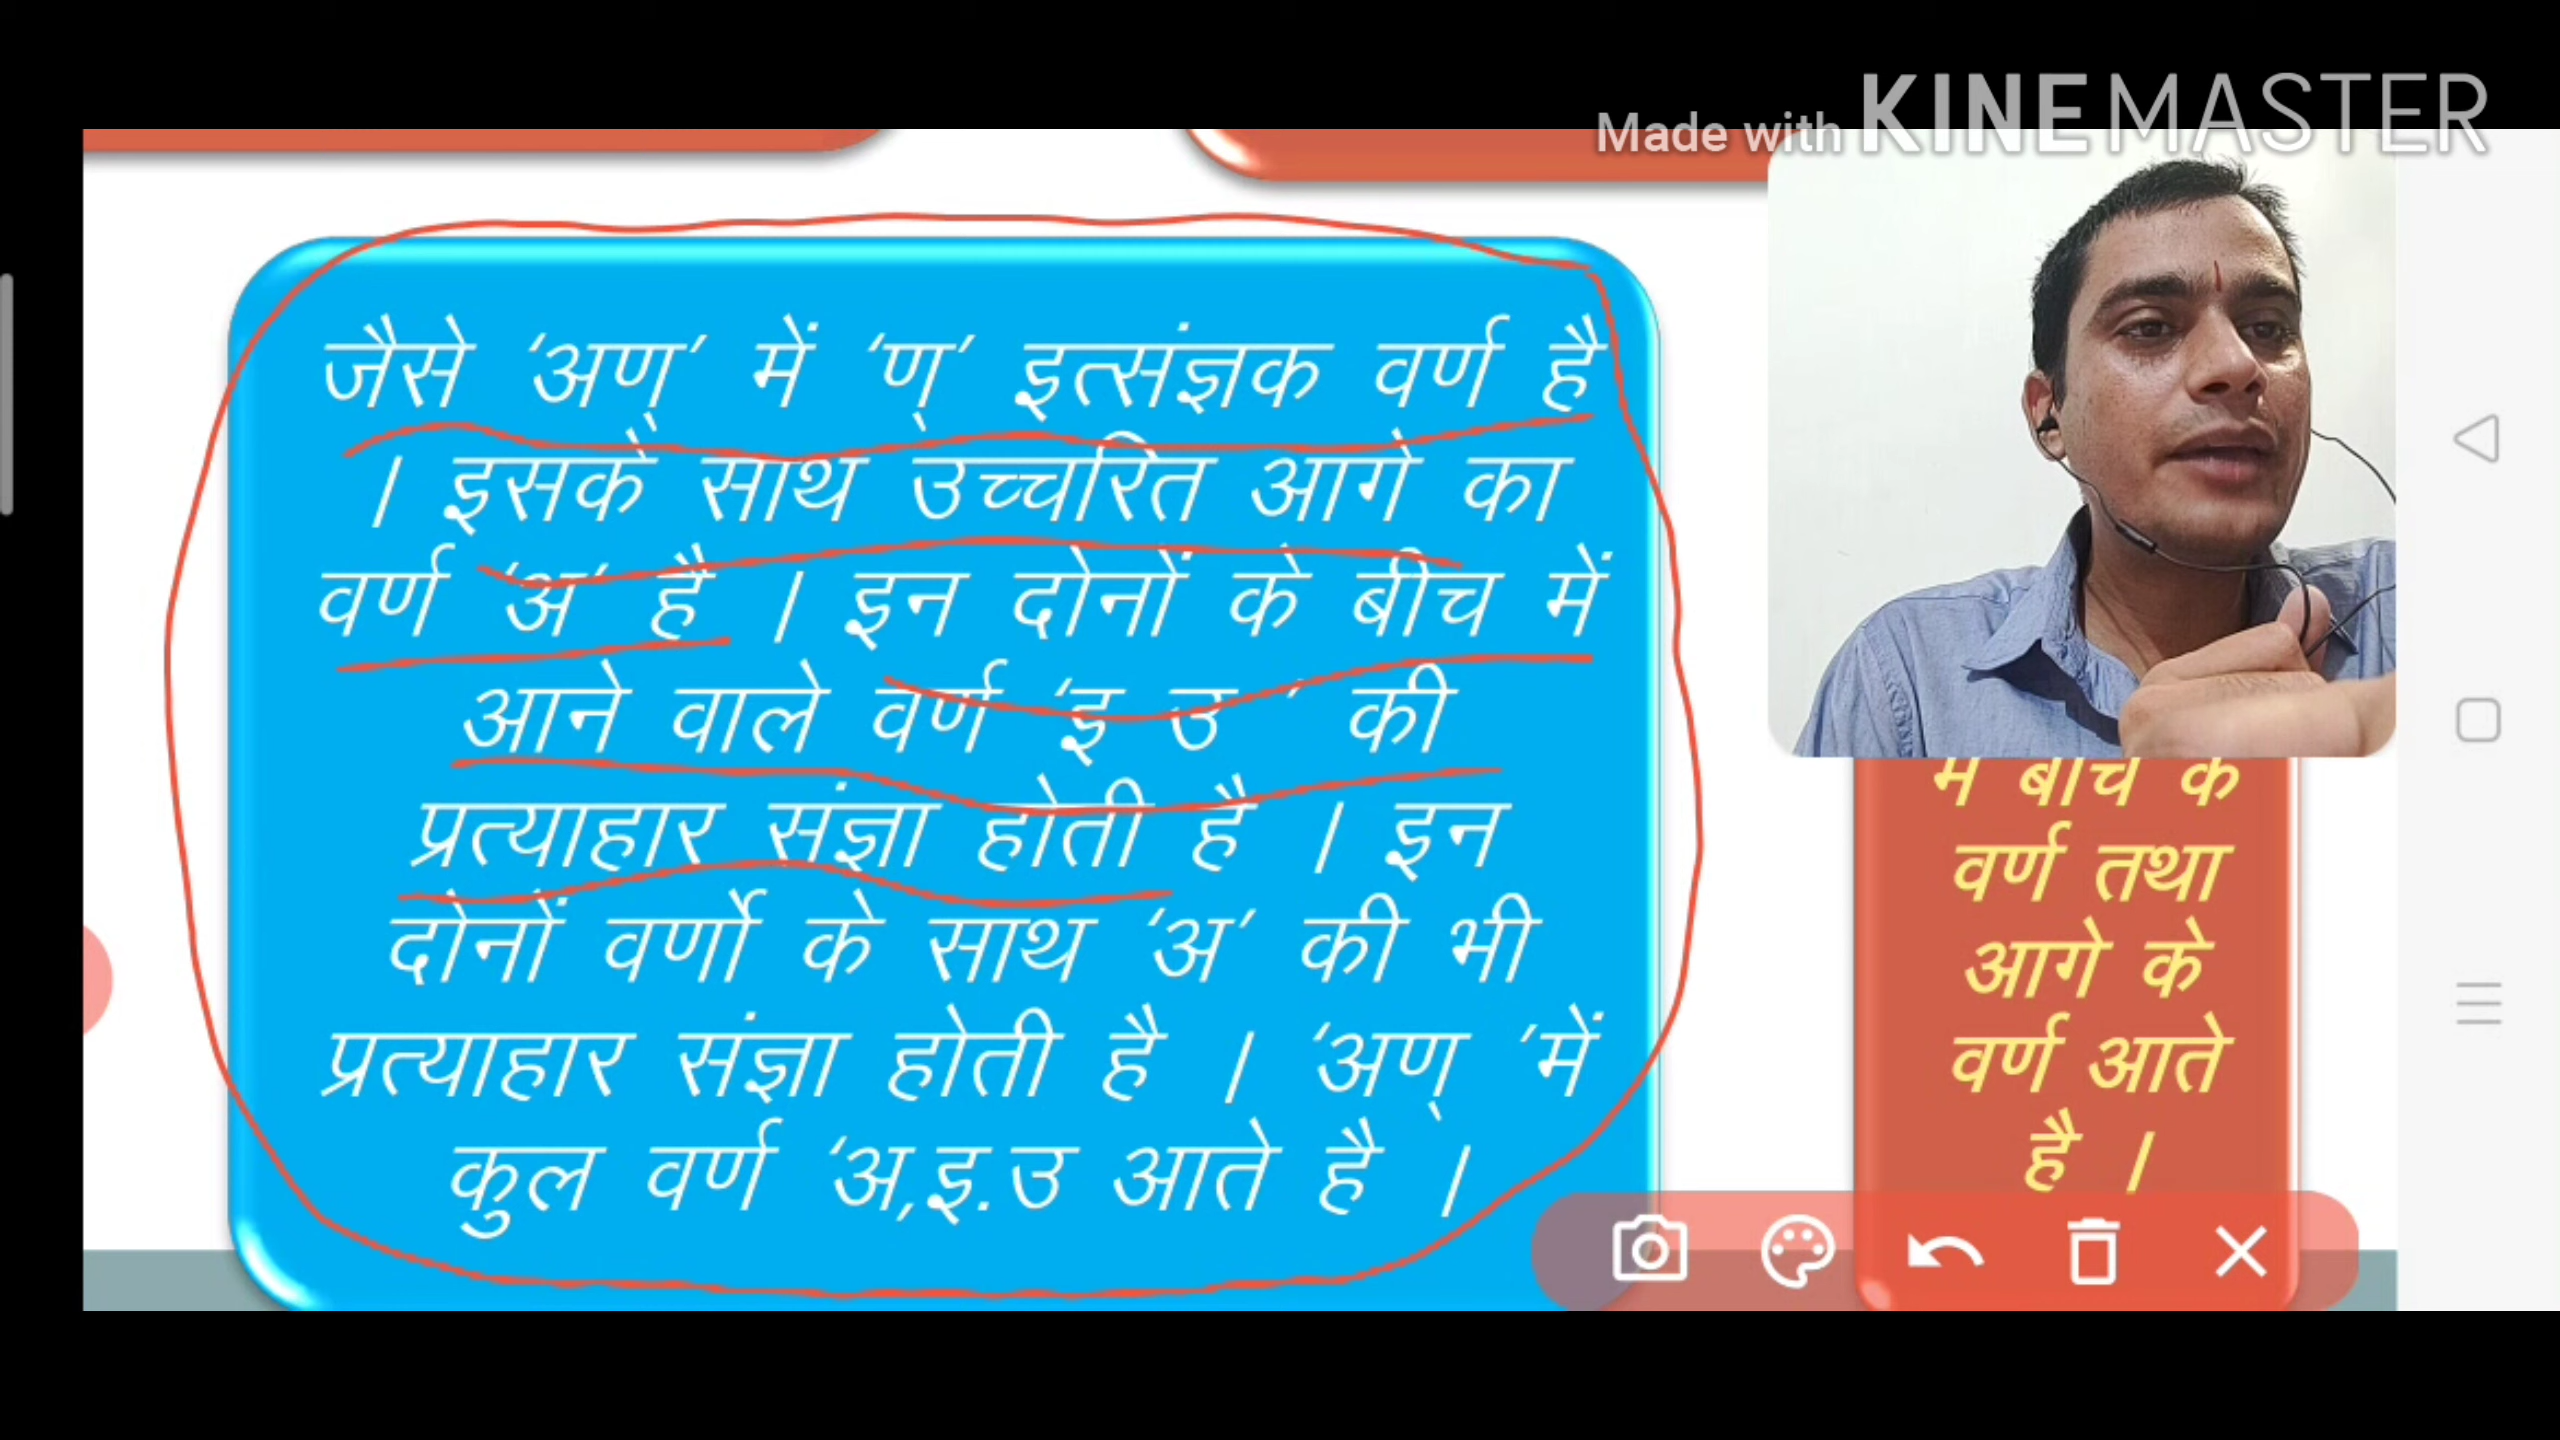 Made with KINEMASTER
जैसे ‘अण्’ में ‘ण्’ इत्संज्ञक वर्ण है
। इसके साथ उच्चरित आगे का
वर्ण ‘अ’ है । इन दोनों के बीच में
आने वाले वर्ण ‘इ उ ’ की
प्रत्याहार संज्ञा होती है । इन
दोनों वर्णो के साथ ‘अ’ की भी
प्रत्याहार संज्ञा होती है । ‘अण् ’में
कुल वर्ण ‘अ,इ.उ आते है ।
में बीच के
वर्ण तथा
आगे के
वर्ण आते
है ।